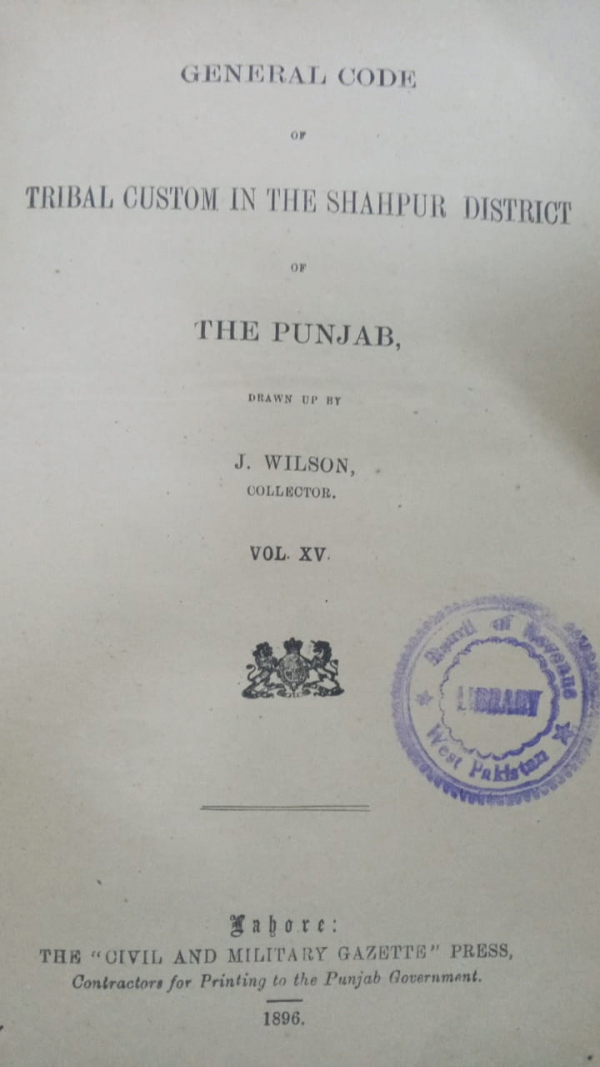 GENERAL CODE
OF
TRIBAL CUSTOM IN THE SHAHPUR DISTRICT
OF
THE PUNJAB,
DRAWN UP BY
J. WILSON,
COLLECTOR.
VOL. XV.
Board of Revenue
LIBRARY
West Pakistan
Lahore:
THE "CIVIL AND MILITARY GAZETTE" PRESS,
Contractors for Printing to the Punjab Government.
1896.